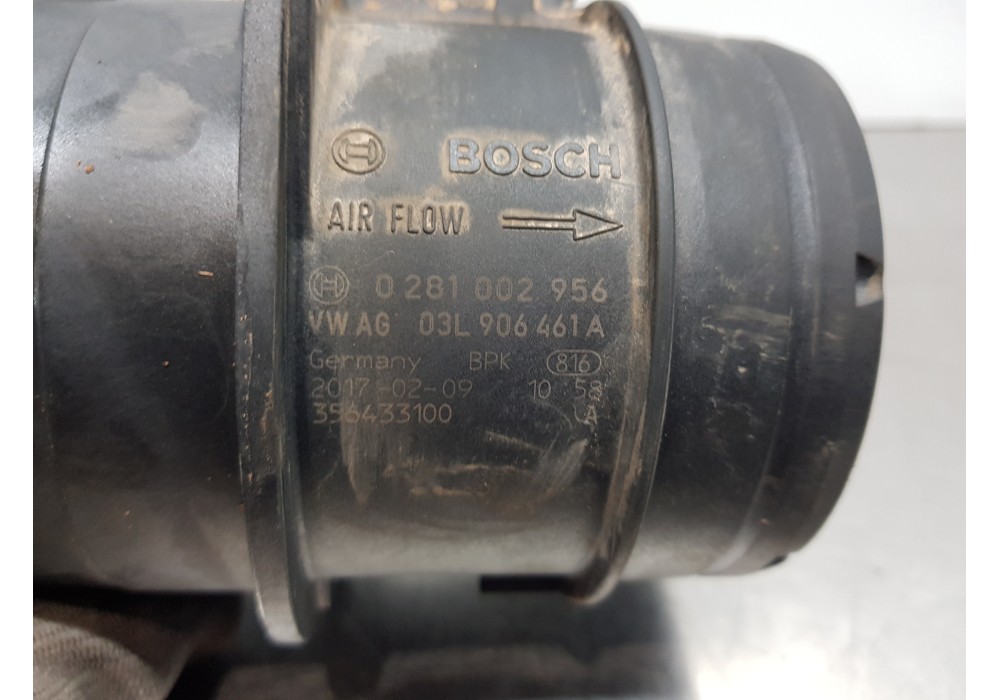 BOSCH
AIR FLOW
0 281 002 956
VW AG 03L 906 461 A
Germany BPK 816
2017-02-09 10 58
356433100 A